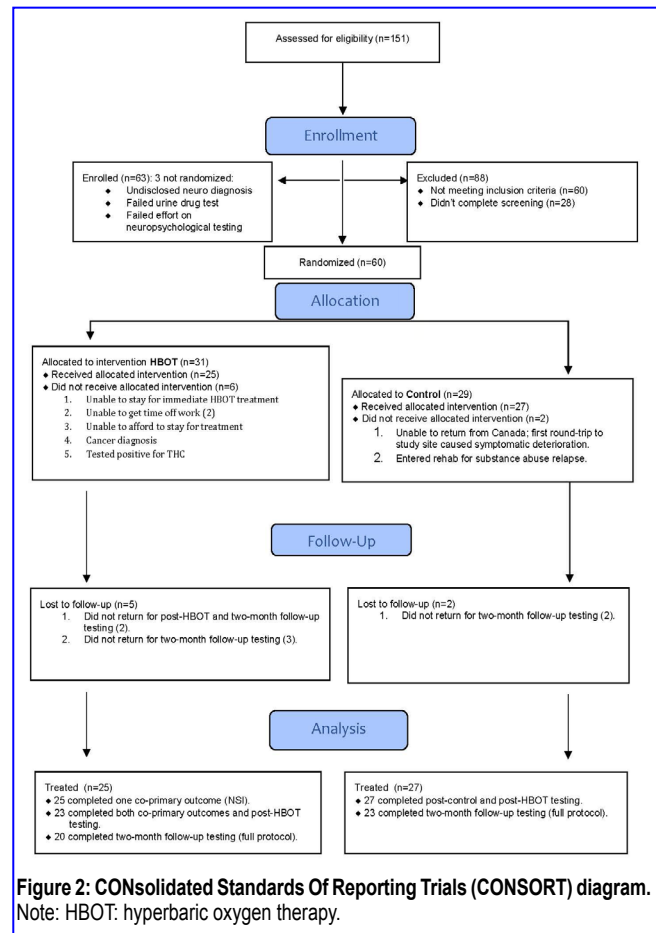 Assessed for eligibility (n=151)
Enrollment
Enrolled (n=63): 3 not randomized:
◆ Undisclosed neuro diagnosis
◆ Failed urine drug test
◆ Failed effort on
neuropsychological testing
Excluded (n=88)
◆ Not meeting inclusion criteria (n=60)
◆ Didn't complete screening (n=28)
Randomized (n=60)
Allocation
Allocated to intervention HBOT (n=31)
◆ Received allocated intervention (n=25)
◆ Did not receive allocated intervention (n=6)
1. Unable to stay for immediate HBOT treatment
2. Unable to get time off work (2)
3. Unable to afford to stay for treatment
4. Cancer diagnosis
5. Tested positive for THC
Allocated to Control (n=29)
◆ Received allocated intervention (n=27)
◆ Did not receive allocated intervention (n=2)
1. Unable to return from Canada; first round-trip to
study site caused symptomatic deterioration.
2. Entered rehab for substance abuse relapse.
Follow-Up
Lost to follow-up (n=5)
1. Did not return for post-HBOT and two-month follow-up
testing (2).
2. Did not return for two-month follow-up testing (3).
Lost to follow-up (n=2)
1. Did not return for two-month follow-up testing (2).
Analysis
Treated (n=25)
◆ 25 completed one co-primary outcome (NSI).
◆ 23 completed both co-primary outcomes and post-HBOT
testing.
◆ 20 completed two-month follow-up testing (full protocol).
Treated (n=27)
◆ 27 completed post-control and post-HBOT testing.
◆ 23 completed two-month follow-up testing (full protocol).
Figure 2: CONsolidated Standards Of Reporting Trials (CONSORT) diagram.
Note: HBOT: hyperbaric oxygen therapy.